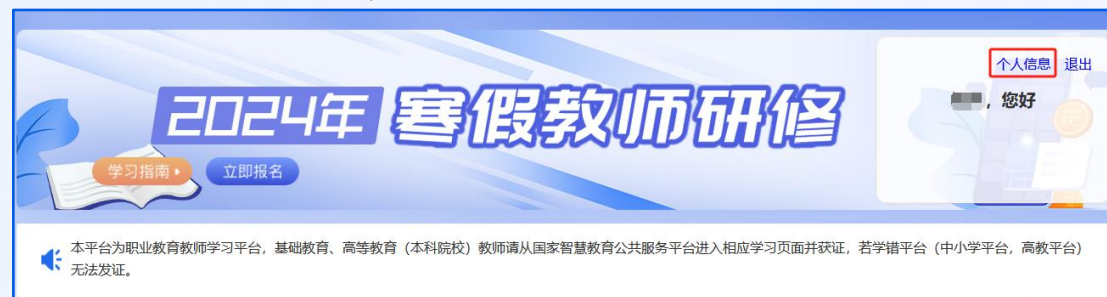 个人信息 退出
，您好
2024年 寒假教师研修
学习指南
立即报名
本平台为职业教育教师学习平台，基础教育、高等教育（本科院校）教师请从国家智慧教育公共服务平台进入相应学习页面并获证，若学错平台（中小学平台，高教平台）
无法发证。